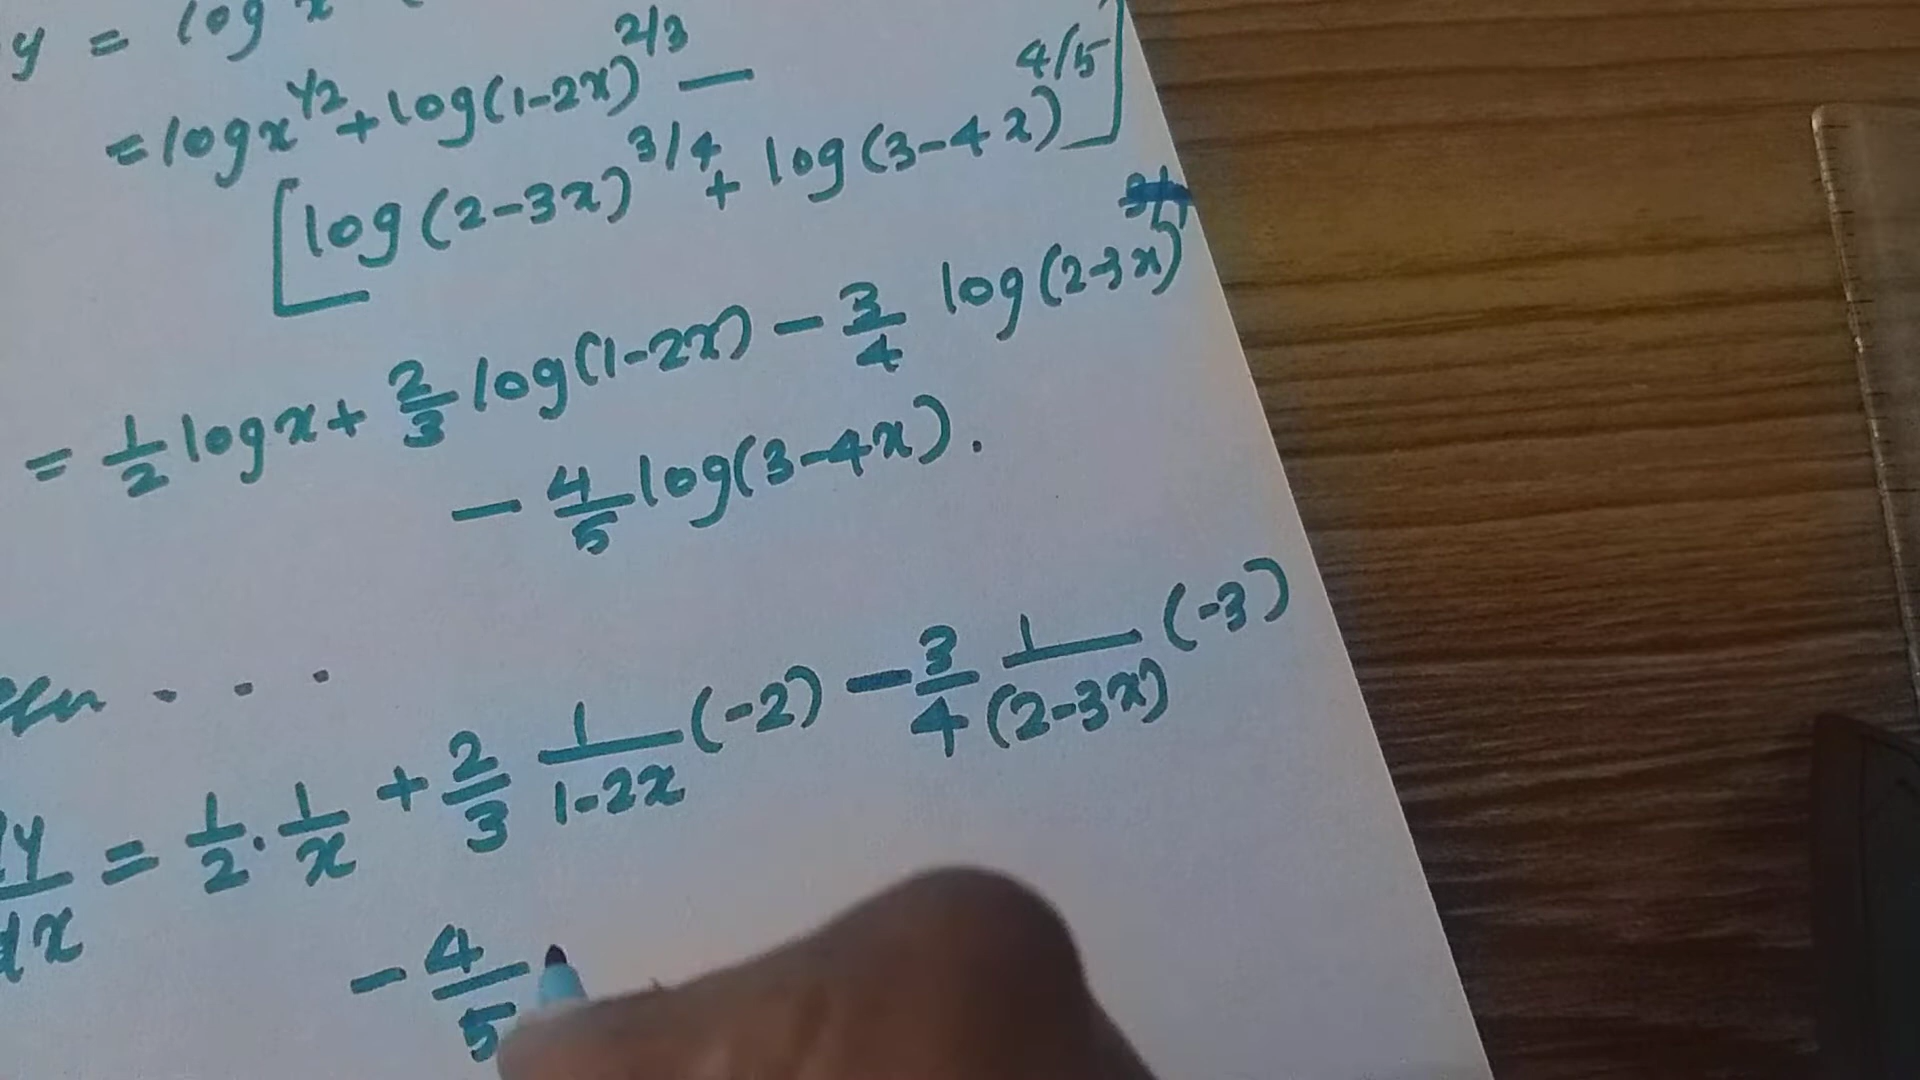 y = log x
= log x^1/2 + log(1-2x)^2/3 −
[log(2-3x)^3/4 + log(3-4x)^4/5]
= 1/2 log x + 2/3 log(1-2x) − 3/4 log(2-3x)
− 4/5 log(3-4x).
. . .
dy/dx = 1/2 · 1/x + 2/3 1/(1-2x) (-2) − 3/4 1/(2-3x) (-3)
− 4/5